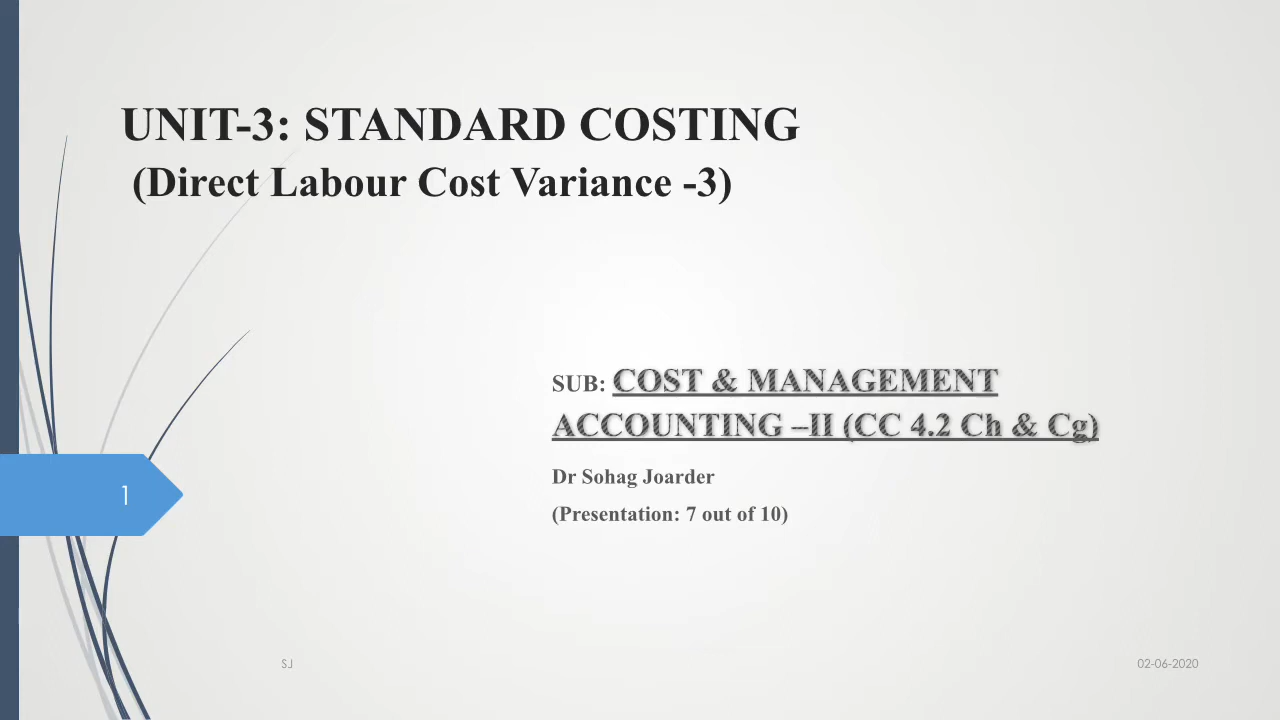 UNIT-3: STANDARD COSTING
(Direct Labour Cost Variance -3)
SUB: COST & MANAGEMENT
ACCOUNTING –II (CC 4.2 Ch & Cg)
Dr Sohag Joarder
(Presentation: 7 out of 10)
1
SJ
02-06-2020